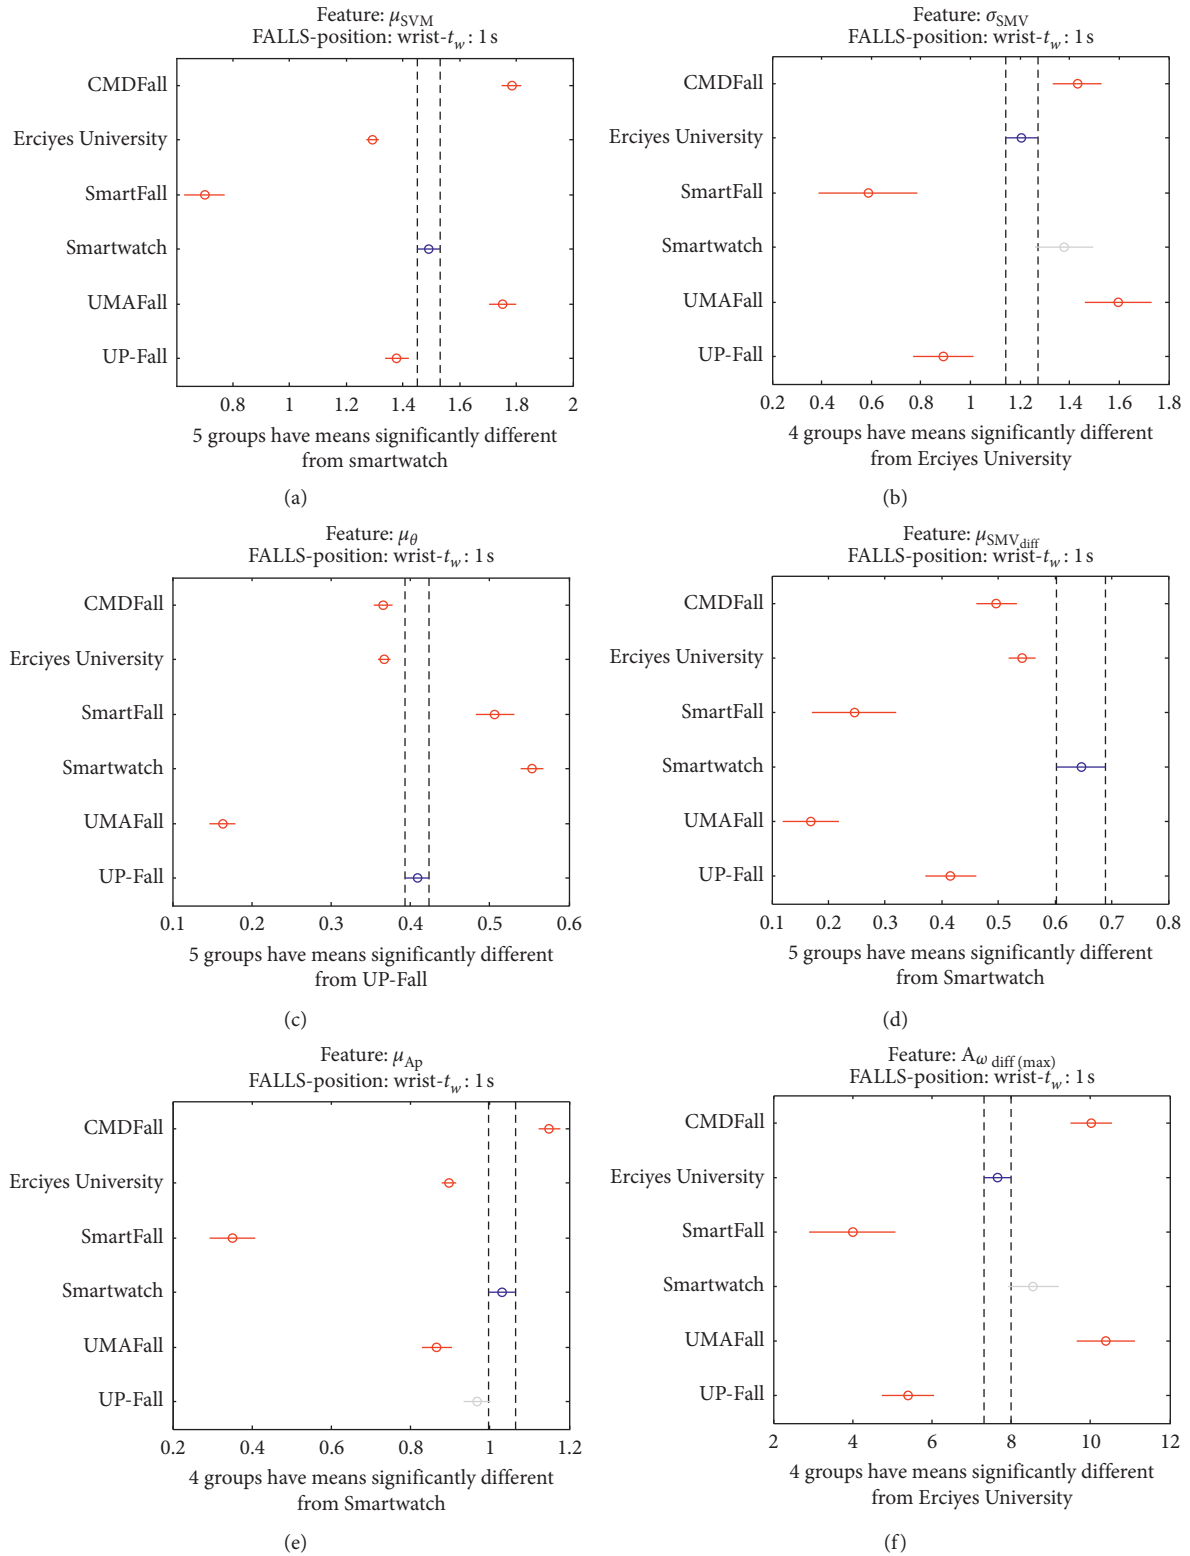 Feature: μSVM
FALLS-position: wrist-tw: 1 s
CMDFall
Erciyes University
SmartFall
Smartwatch
UMAFall
UP-Fall
0.8 1 1.2 1.4 1.6 1.8 2
5 groups have means significantly different
from smartwatch
(a)
Feature: σSMV
FALLS-position: wrist-tw: 1 s
CMDFall
Erciyes University
SmartFall
Smartwatch
UMAFall
UP-Fall
0.2 0.4 0.6 0.8 1 1.2 1.4 1.6 1.8
4 groups have means significantly different
from Erciyes University
(b)
Feature: μθ
FALLS-position: wrist-tw: 1 s
CMDFall
Erciyes University
SmartFall
Smartwatch
UMAFall
UP-Fall
0.1 0.2 0.3 0.4 0.5 0.6
5 groups have means significantly different
from UP-Fall
(c)
Feature: μSMVdiff
FALLS-position: wrist-tw: 1 s
CMDFall
Erciyes University
SmartFall
Smartwatch
UMAFall
UP-Fall
0.1 0.2 0.3 0.4 0.5 0.6 0.7 0.8
5 groups have means significantly different
from Smartwatch
(d)
Feature: μAp
FALLS-position: wrist-tw: 1 s
CMDFall
Erciyes University
SmartFall
Smartwatch
UMAFall
UP-Fall
0.2 0.4 0.6 0.8 1 1.2
4 groups have means significantly different
from Smartwatch
(e)
Feature: Aω diff (max)
FALLS-position: wrist-tw: 1 s
CMDFall
Erciyes University
SmartFall
Smartwatch
UMAFall
UP-Fall
2 4 6 8 10 12
4 groups have means significantly different
from Erciyes University
(f)